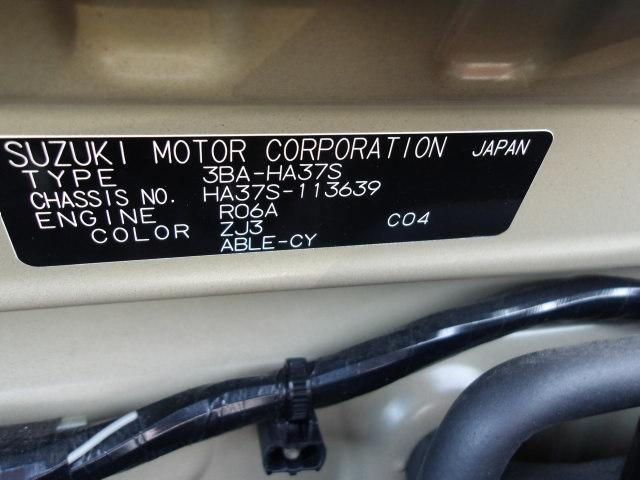 SUZUKI MOTOR CORPORATION JAPAN
TYPE 3BA-HA37S
CHASSIS NO. HA37S-113639
ENGINE R06A
COLOR ZJ3 C04
ABLE-CY